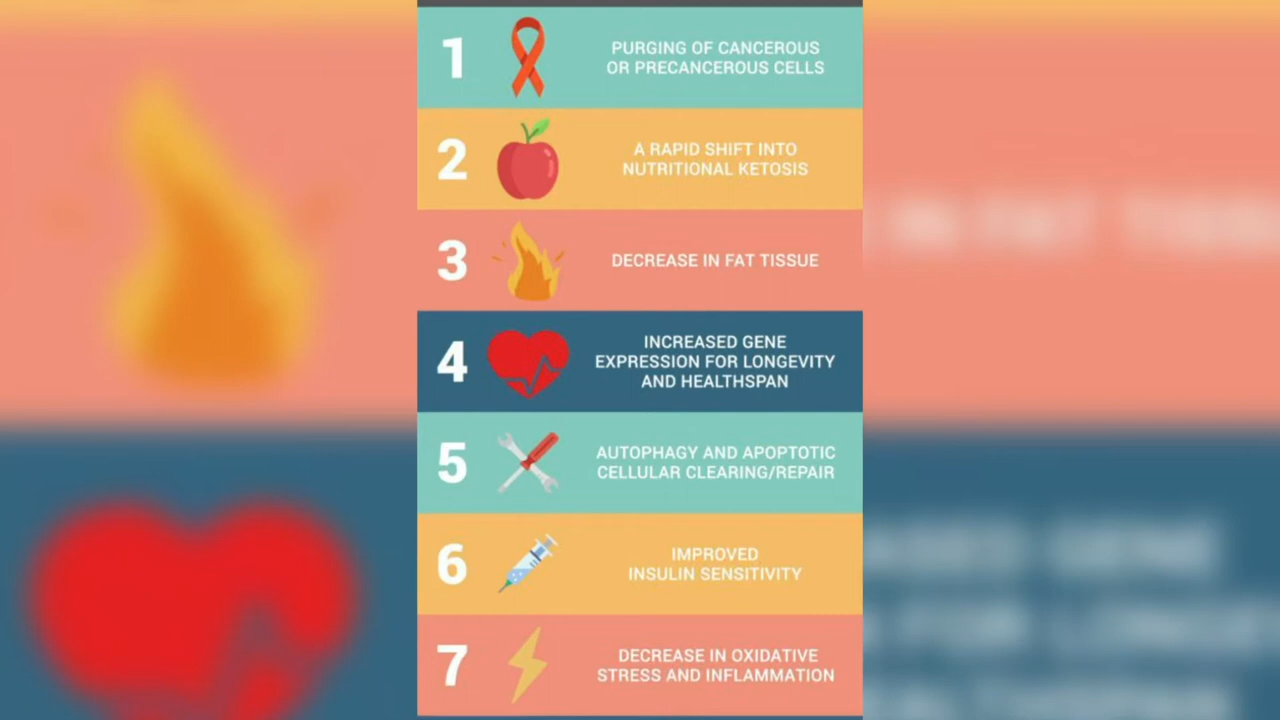 1
PURGING OF CANCEROUS
OR PRECANCEROUS CELLS
2
A RAPID SHIFT INTO
NUTRITIONAL KETOSIS
3
DECREASE IN FAT TISSUE
4
INCREASED GENE
EXPRESSION FOR LONGEVITY
AND HEALTHSPAN
5
AUTOPHAGY AND APOPTOTIC
CELLULAR CLEARING/REPAIR
6
IMPROVED
INSULIN SENSITIVITY
7
DECREASE IN OXIDATIVE
STRESS AND INFLAMMATION